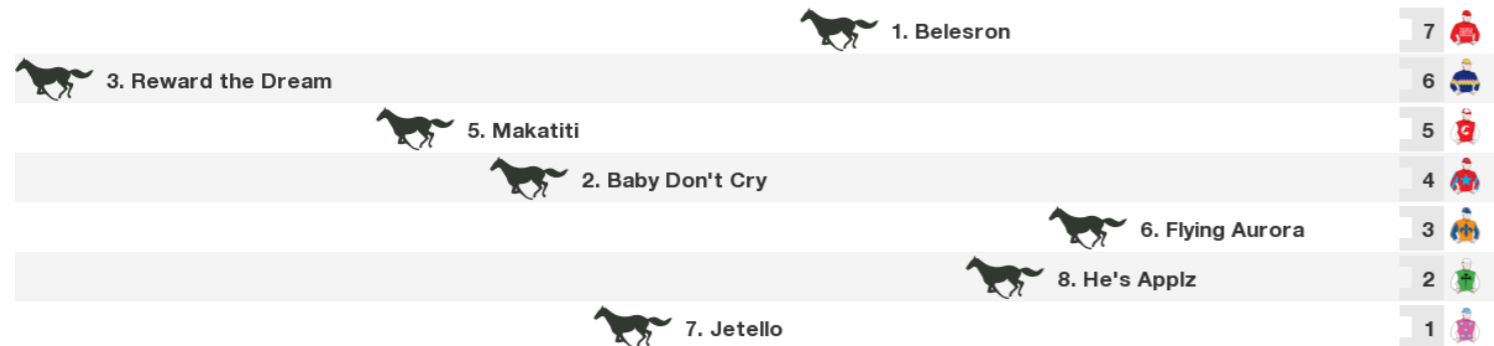 1. Belesron 7
3. Reward the Dream 6
5. Makatiti 5
2. Baby Don't Cry 4
6. Flying Aurora 3
8. He's Applz 2
7. Jetello 1